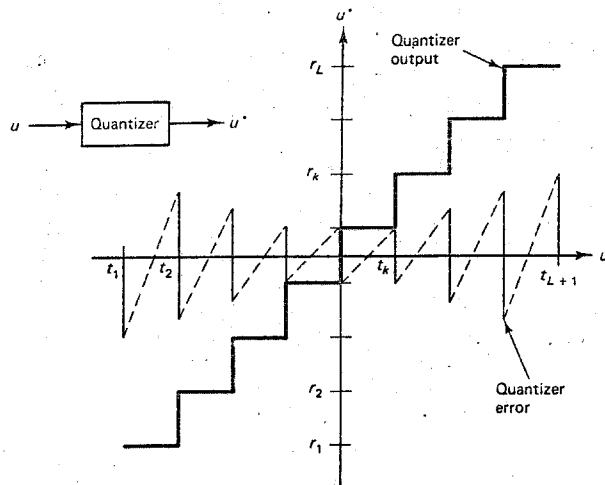 u•
Quantizer
output
r_L
u
Quantizer
u•
r_k
t_1
t_2
t_k
t_{L+1}
u
r_2
Quantizer
error
r_1